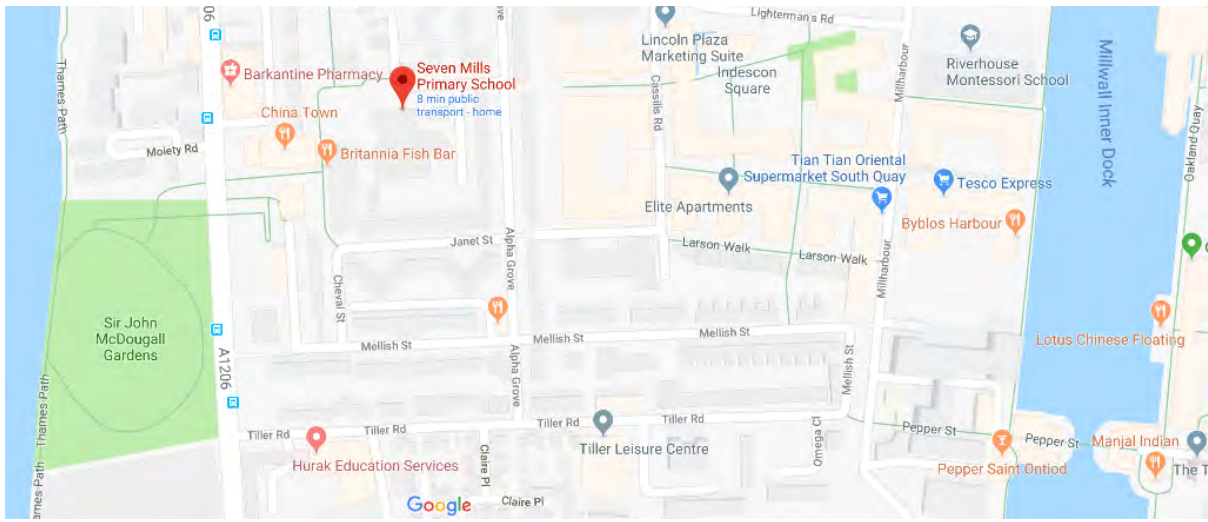 Thames Path
06
Barkantine Pharmacy
Seven Mills
Primary School
8 min public
transport - home
China Town
Britannia Fish Bar
Moiety Rd
Alpha Grove
Lincoln Plaza
Marketing Suite
Indescon
Square
Lighterman's Rd
Cassilis Rd
Millharbour
Riverhouse
Montessori School
Millwall Inner Dock
Oakland Quay
Tian Tian Oriental
Supermarket South Quay
Tesco Express
Elite Apartments
Byblos Harbour
Janet St
Larson Walk
Larson Walk
Millharbour
Cheval St
Sir John
McDougall
Gardens
A1206
Mellish St
Mellish St
Mellish St
Alpha Grove
Lotus Chinese Floating
Thames Path
Thames Path
Tiller Rd
Tiller Rd
Tiller Rd
Hurak Education Services
Claire Pl
Tiller Leisure Centre
Omega Cl
Pepper St
Pepper St
Pepper Saint Ontiod
Manjal Indian
The T
Google
Claire Pl